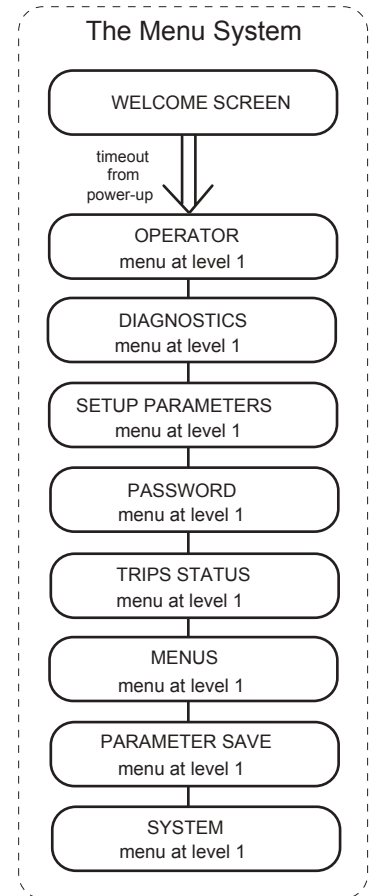 The Menu System
WELCOME SCREEN
timeout
from
power-up
OPERATOR
menu at level 1
DIAGNOSTICS
menu at level 1
SETUP PARAMETERS
menu at level 1
PASSWORD
menu at level 1
TRIPS STATUS
menu at level 1
MENUS
menu at level 1
PARAMETER SAVE
menu at level 1
SYSTEM
menu at level 1